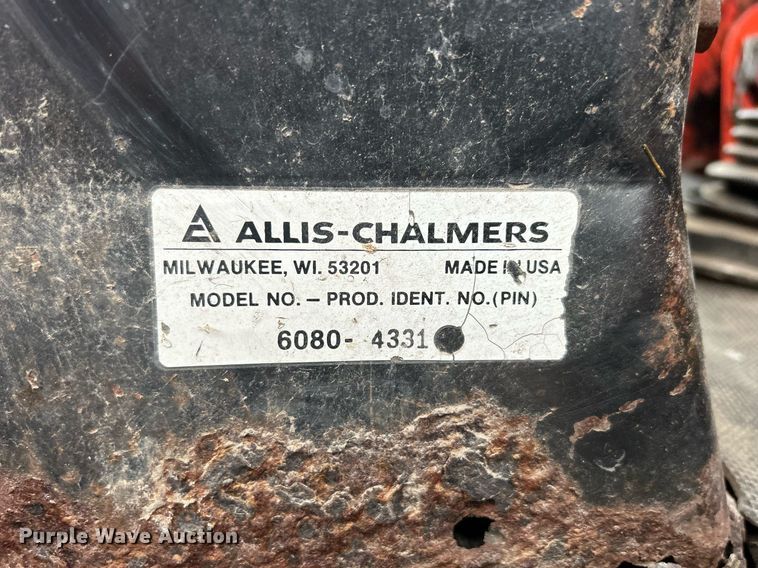 ALLIS-CHALMERS
MILWAUKEE, WI. 53201 MADE IN USA
MODEL NO. – PROD. IDENT. NO.(PIN)
6080- 4331
Purple Wave Auction